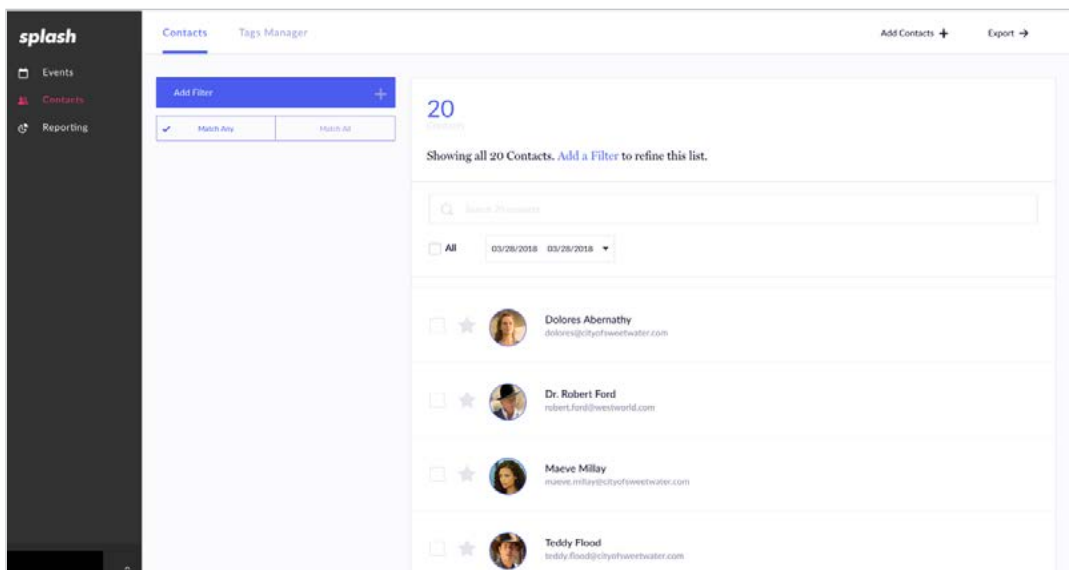 splash
Events
Contacts
Reporting
Contacts Tags Manager
Add Contacts + Export →
Add Filter +
Match Any Match All
20
Contacts
Showing all 20 Contacts. Add a Filter to refine this list.
Search
All 03/28/2018 03/28/2018
Dolores Abernathy
dolores@cityofsweetwater.com
Dr. Robert Ford
robert.ford@westworld.com
Maeve Millay
maeve.millay@cityofsweetwater.com
Teddy Flood
teddy.flood@cityofsweetwater.com